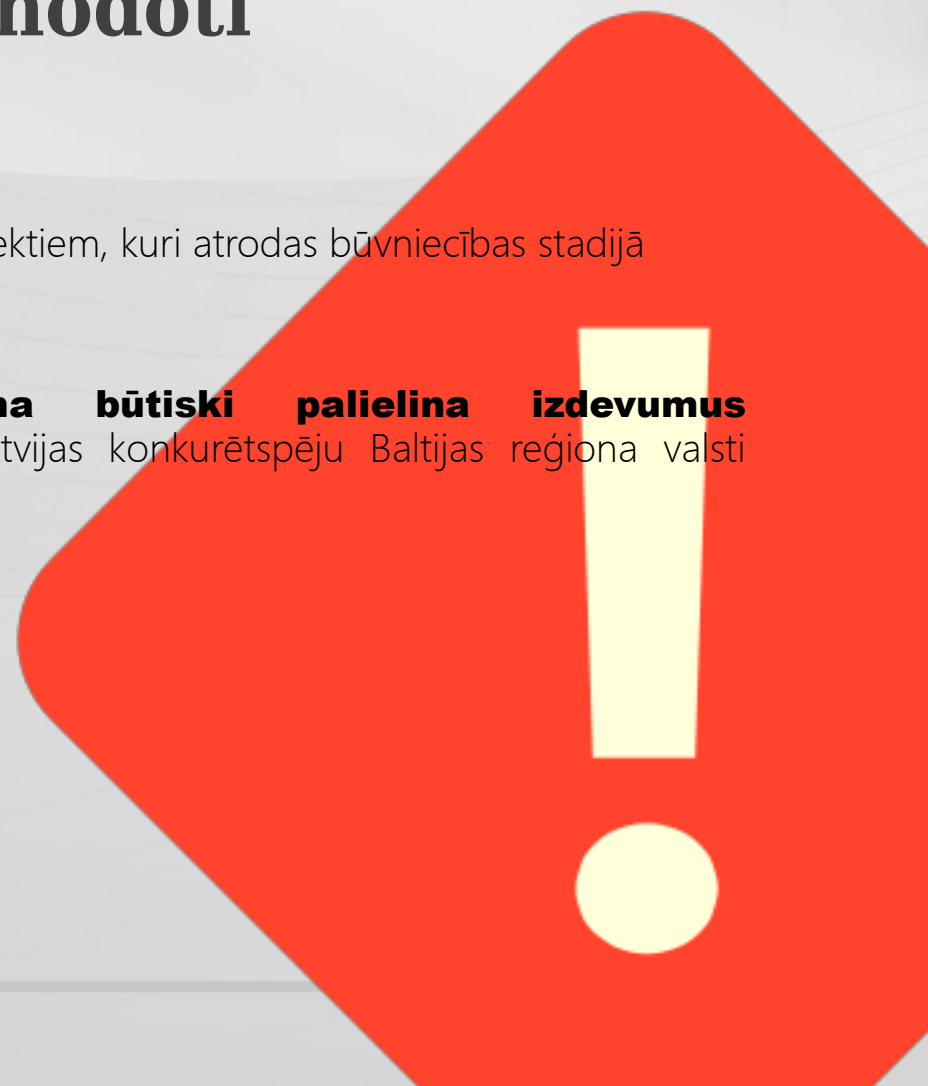 nodoti
ektiem, kuri atrodas būvniecības stadijā
na būtiski palielina izdevumus
tvijas konkurētspēju Baltijas reģiona valsti